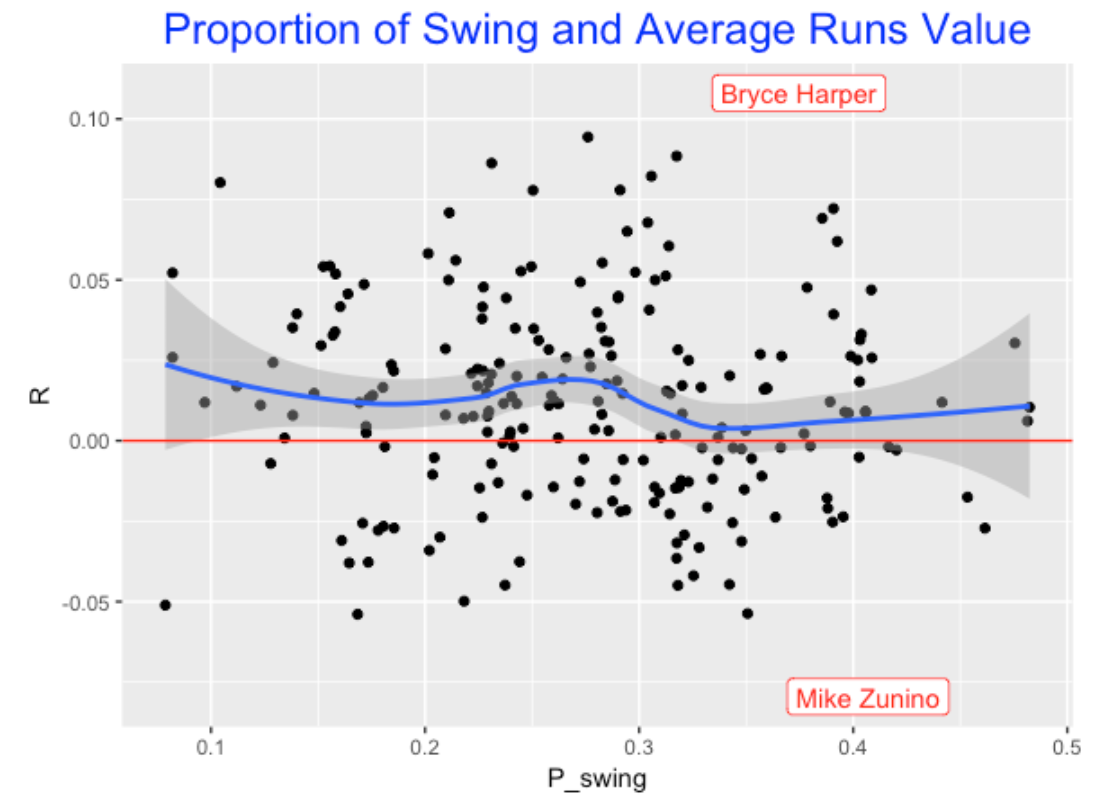 Proportion of Swing and Average Runs Value
Bryce Harper
0.10
0.05
R
0.00
-0.05
Mike Zunino
0.1 0.2 0.3 0.4 0.5
P_swing